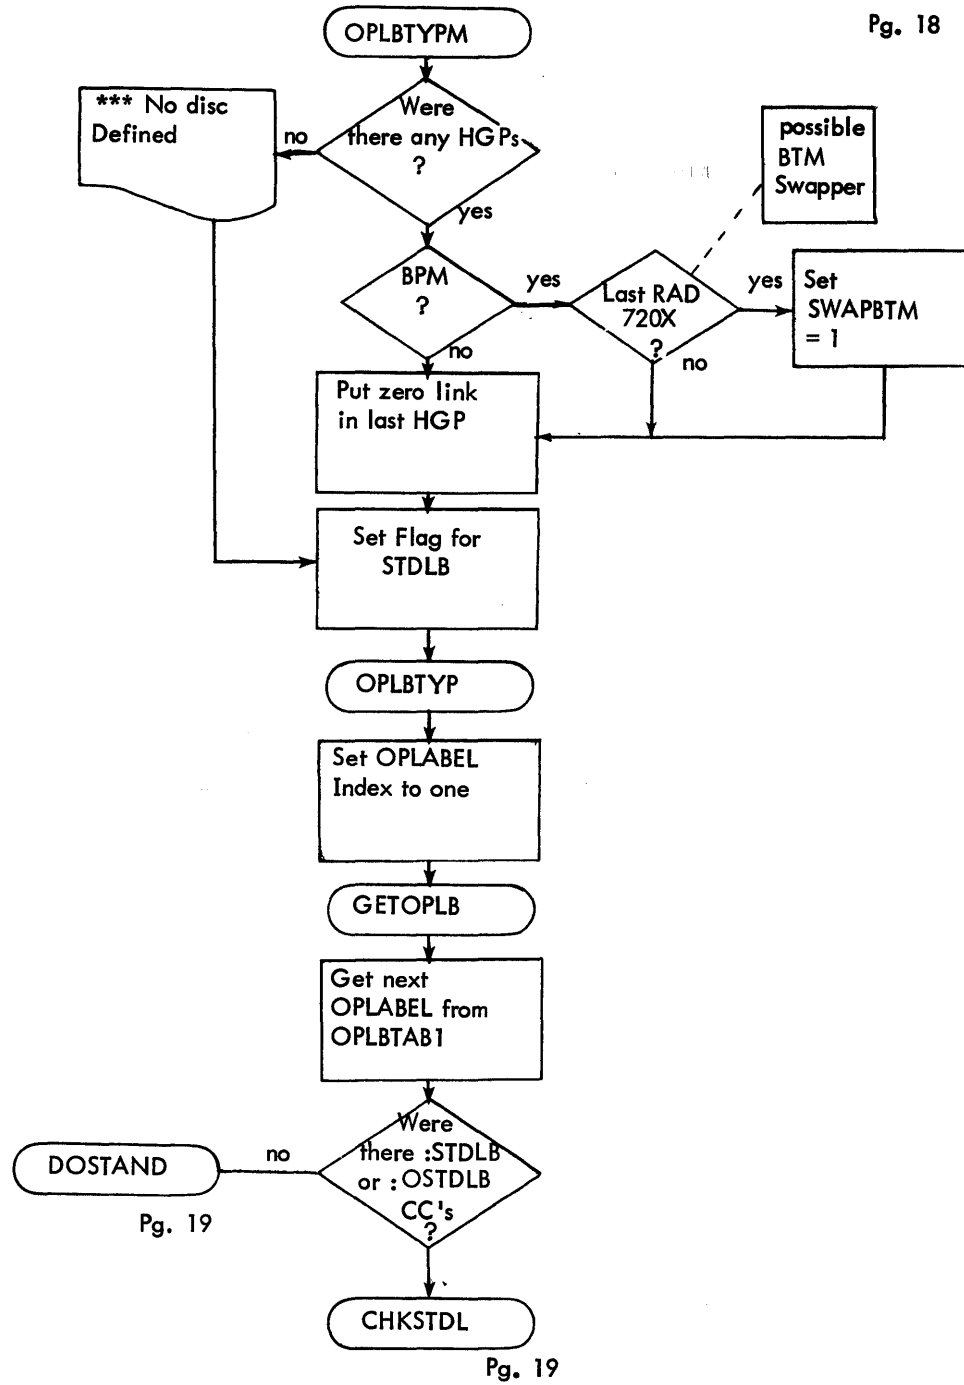 Pg. 18
OPLBTYPM
Were
there any HGPs
?
no
yes
*** No disc
Defined
possible
BTM
Swapper
BPM
?
yes
no
Last RAD
720X
?
yes
no
Set
SWAPBTM
= 1
Put zero link
in last HGP
Set Flag for
STDLB
OPLBTYP
Set OPLABEL
Index to one
GETOPLB
Get next
OPLABEL from
OPLBTAB1
Were
there :STDLB
or :OSTDLB
CC's
?
no
DOSTAND
Pg. 19
CHKSTDL
Pg. 19